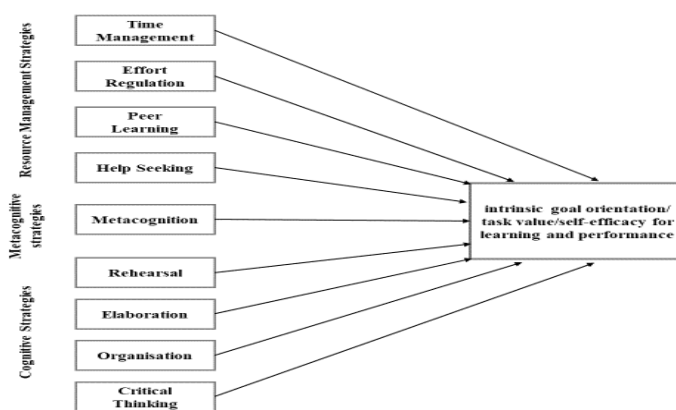 Resource Management Strategies
Time
Management
Effort
Regulation
Peer
Learning
Help Seeking
Metacognitive
strategies
Metacognition
Cognitive Strategies
Rehearsal
Elaboration
Organisation
Critical
Thinking
intrinsic goal orientation/
task value/self-efficacy for
learning and performance